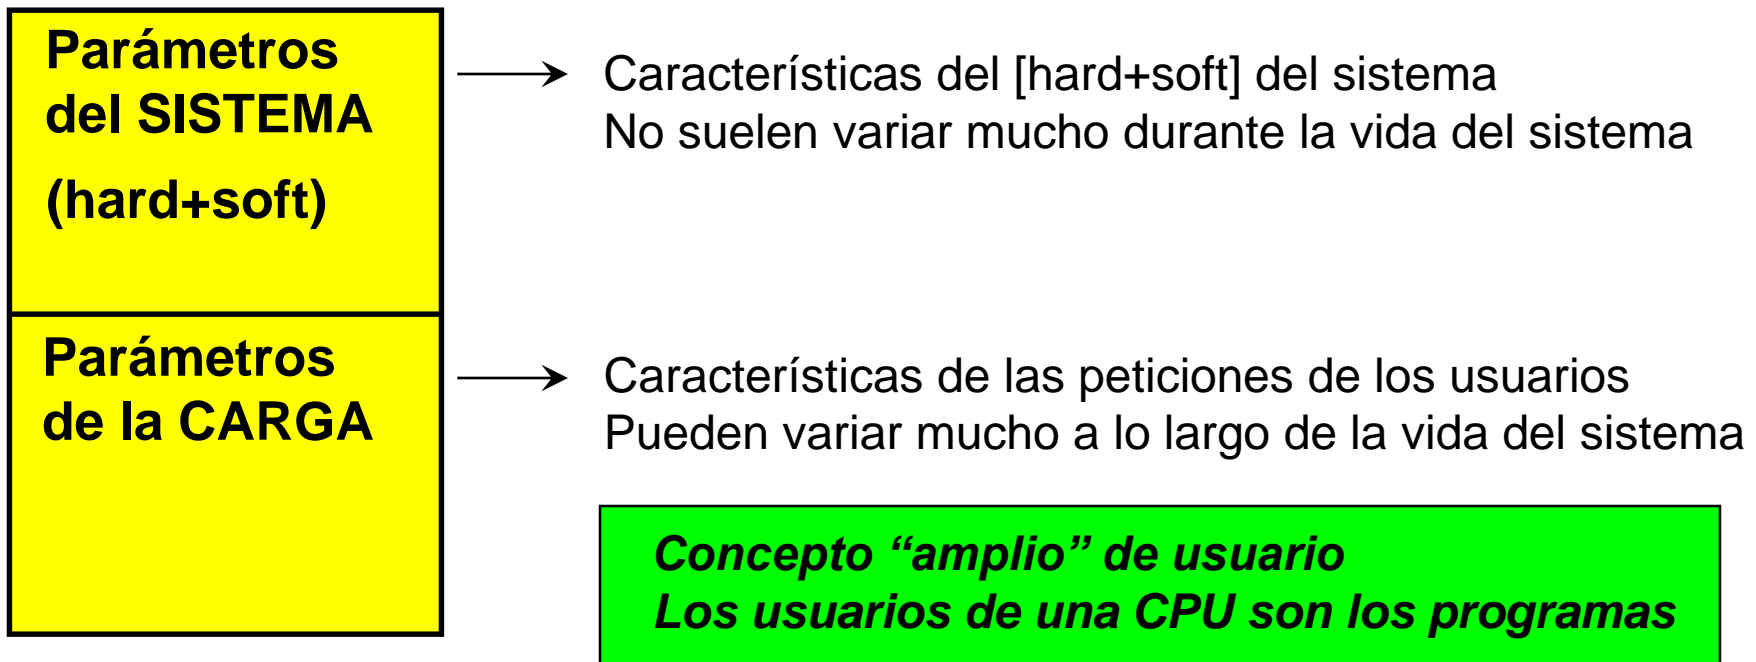 Parámetros
del SISTEMA
(hard+soft)
Características del [hard+soft] del sistema
No suelen variar mucho durante la vida del sistema
Parámetros
de la CARGA
Características de las peticiones de los usuarios
Pueden variar mucho a lo largo de la vida del sistema
Concepto “amplio” de usuario
Los usuarios de una CPU son los programas